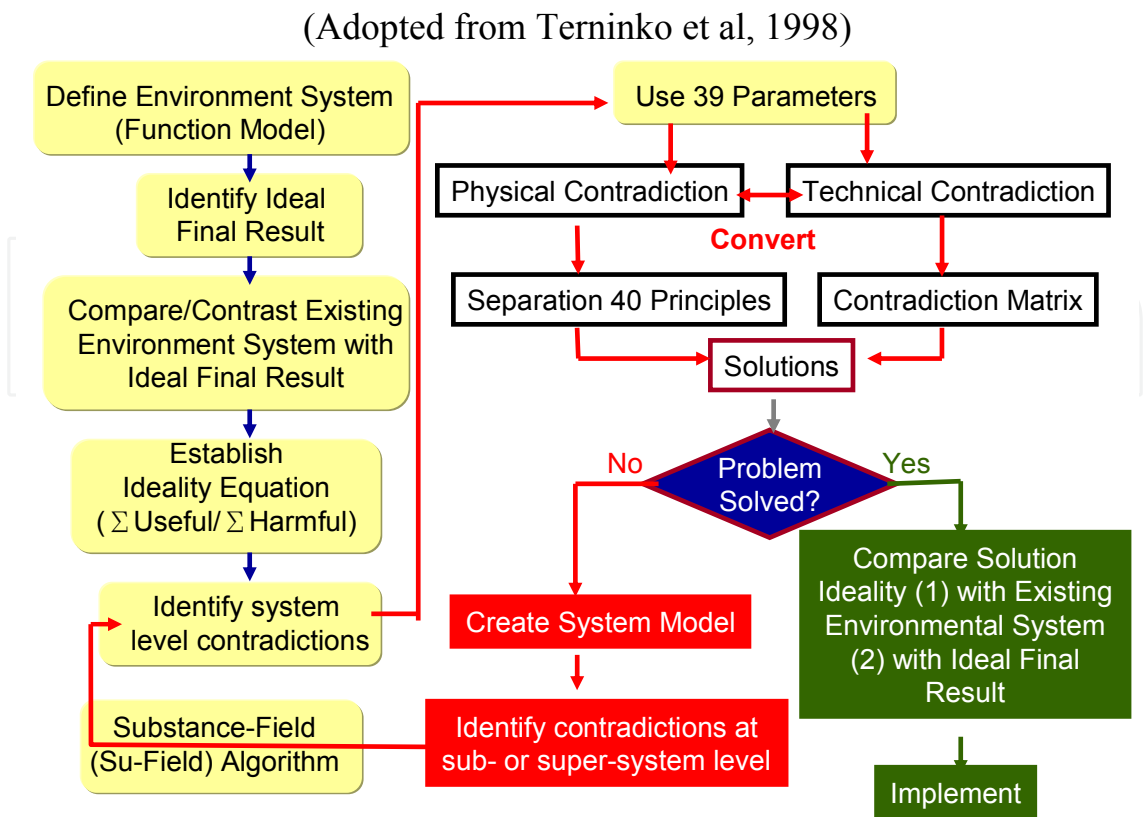 (Adopted from Terninko et al, 1998)
Define Environment System
(Function Model)
Identify Ideal
Final Result
Compare/Contrast Existing
Environment System with
Ideal Final Result
Establish
Ideality Equation
(ΣUseful/ΣHarmful)
Identify system
level contradictions
Substance-Field
(Su-Field) Algorithm
Use 39 Parameters
Physical Contradiction
Technical Contradiction
Convert
Separation 40 Principles
Contradiction Matrix
Solutions
No
Problem
Solved?
Yes
Create System Model
Identify contradictions at
sub- or super-system level
Compare Solution
Ideality (1) with Existing
Environmental System
(2) with Ideal Final
Result
Implement